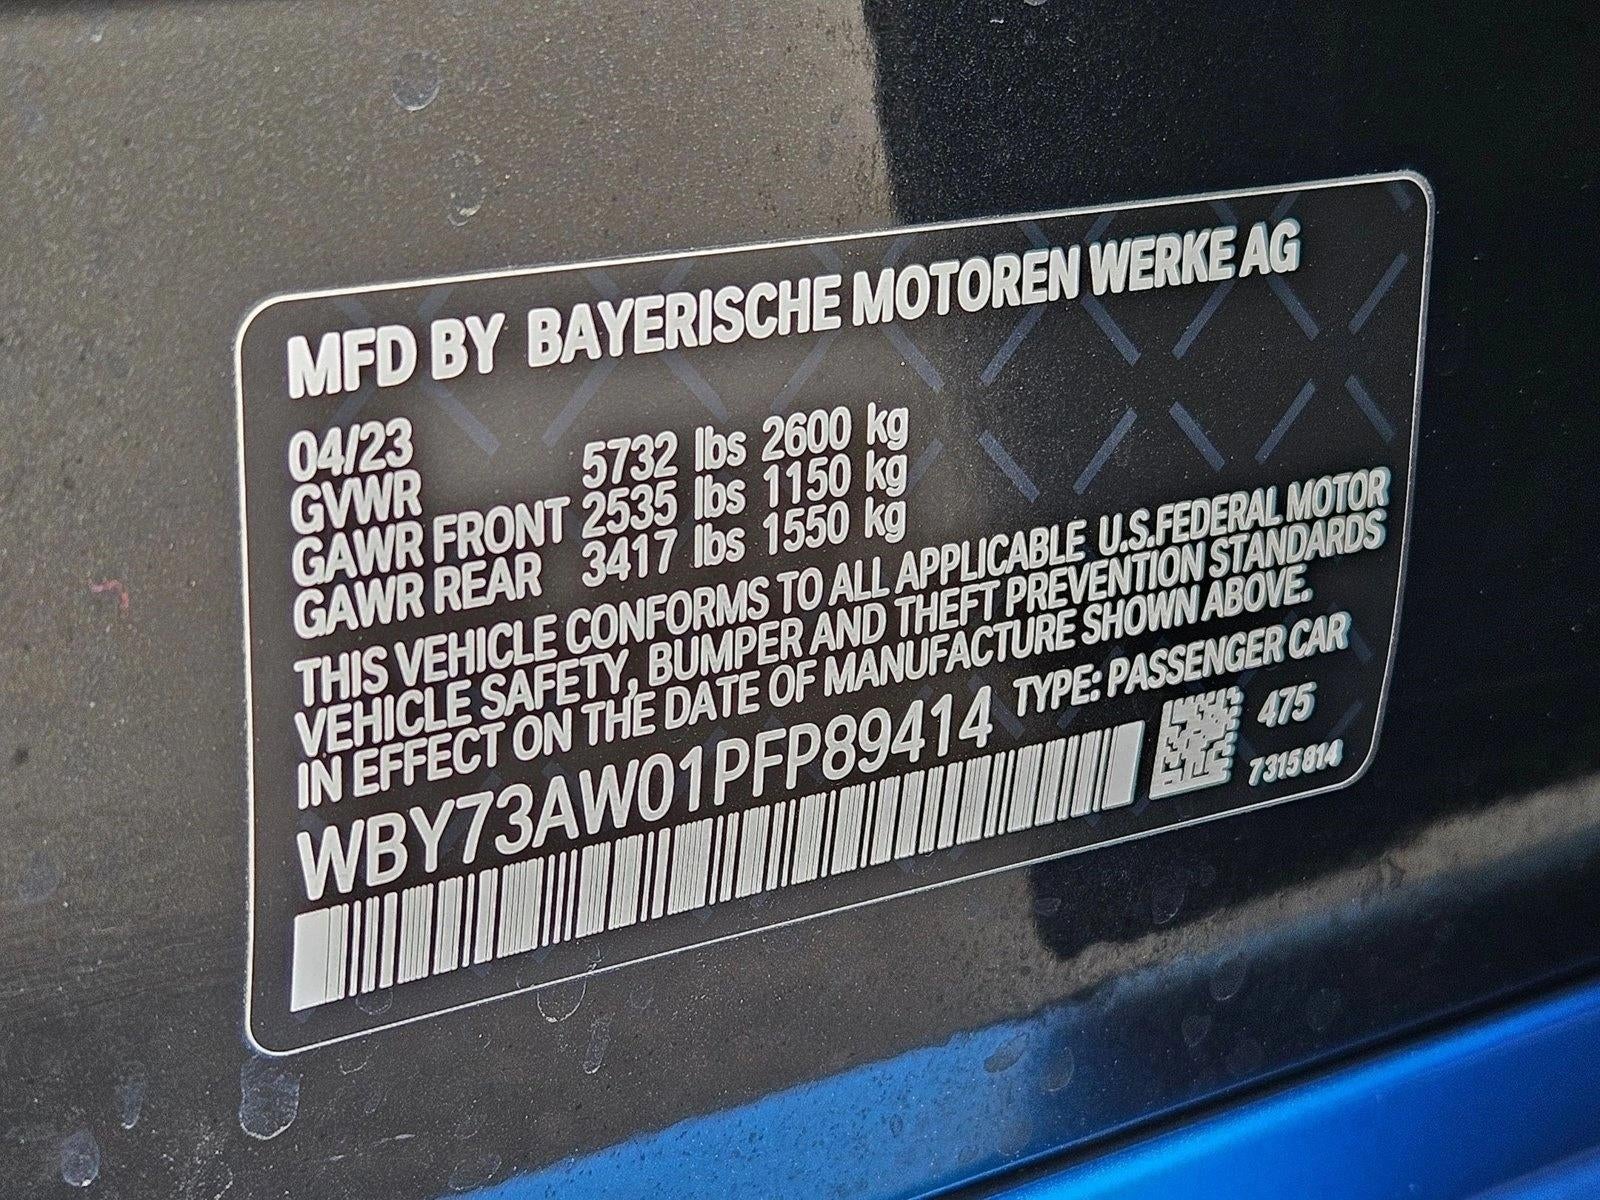 MFD BY BAYERISCHE MOTOREN WERKE AG
04/23
GVWR 5732 lbs 2600 kg
GAWR FRONT 2535 lbs 1150 kg
GAWR REAR 3417 lbs 1550 kg
THIS VEHICLE CONFORMS TO ALL APPLICABLE U.S.FEDERAL MOTOR
VEHICLE SAFETY, BUMPER AND THEFT PREVENTION STANDARDS
IN EFFECT ON THE DATE OF MANUFACTURE SHOWN ABOVE.
WBY73AW01PFP89414 TYPE: PASSENGER CAR
475
7315814